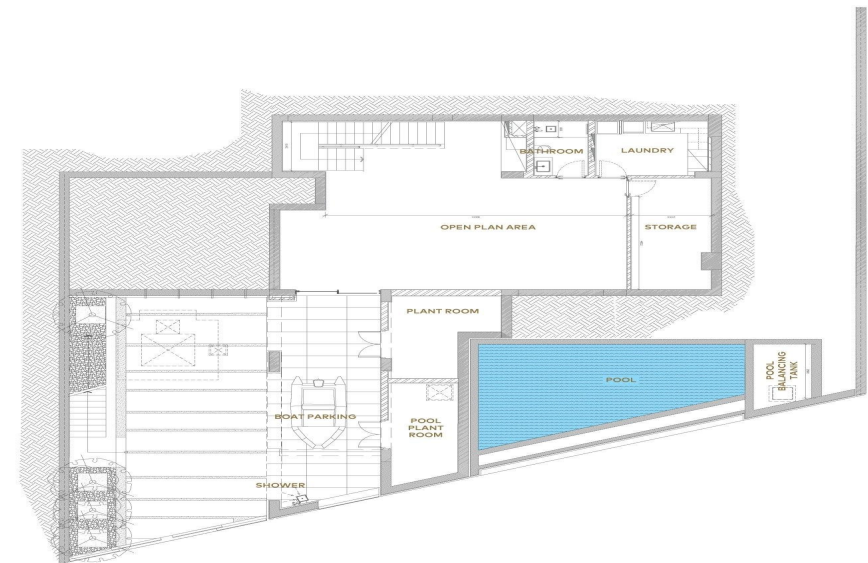 BATHROOM
LAUNDRY
OPEN PLAN AREA
STORAGE
PLANT ROOM
POOL
POOL
BALANCING
TANK
BOAT PARKING
POOL
PLANT
ROOM
SHOWER